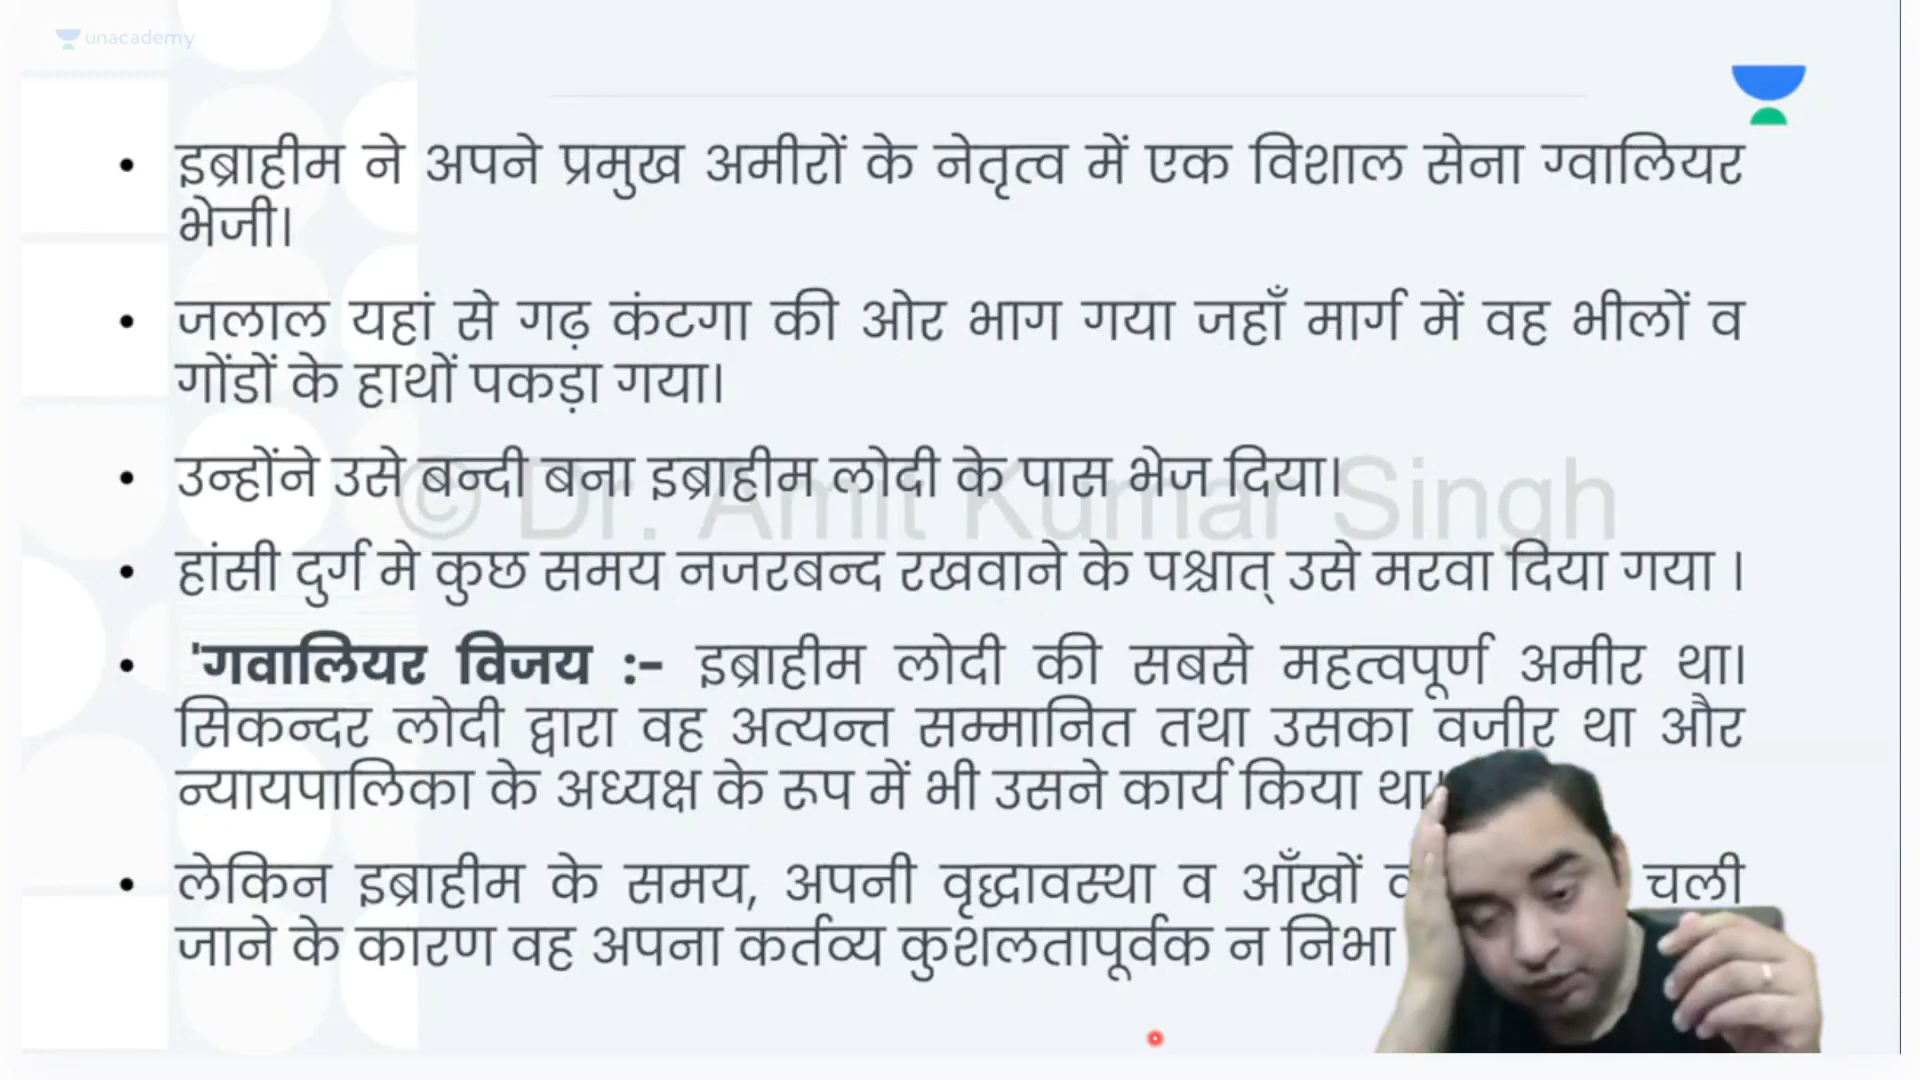 unacademy
• इब्राहीम ने अपने प्रमुख अमीरों के नेतृत्व में एक विशाल सेना ग्वालियर
भेजी।
• जलाल यहां से गढ़ कंटगा की ओर भाग गया जहाँ मार्ग में वह भीलों व
गोंडों के हाथों पकड़ा गया।
• उन्होंने उसे बन्दी बना इब्राहीम लोदी के पास भेज दिया।
© Dr. Amit Kumar Singh
• हांसी दुर्ग मे कुछ समय नजरबन्द रखवाने के पश्चात् उसे मरवा दिया गया ।
• 'गवालियर विजय :- इब्राहीम लोदी की सबसे महत्वपूर्ण अमीर था।
सिकन्दर लोदी द्वारा वह अत्यन्त सम्मानित तथा उसका वजीर था और
न्यायपालिका के अध्यक्ष के रूप में भी उसने कार्य किया था।
• लेकिन इब्राहीम के समय, अपनी वृद्धावस्था व आँखों चली
जाने के कारण वह अपना कर्तव्य कुशलतापूर्वक न निभा